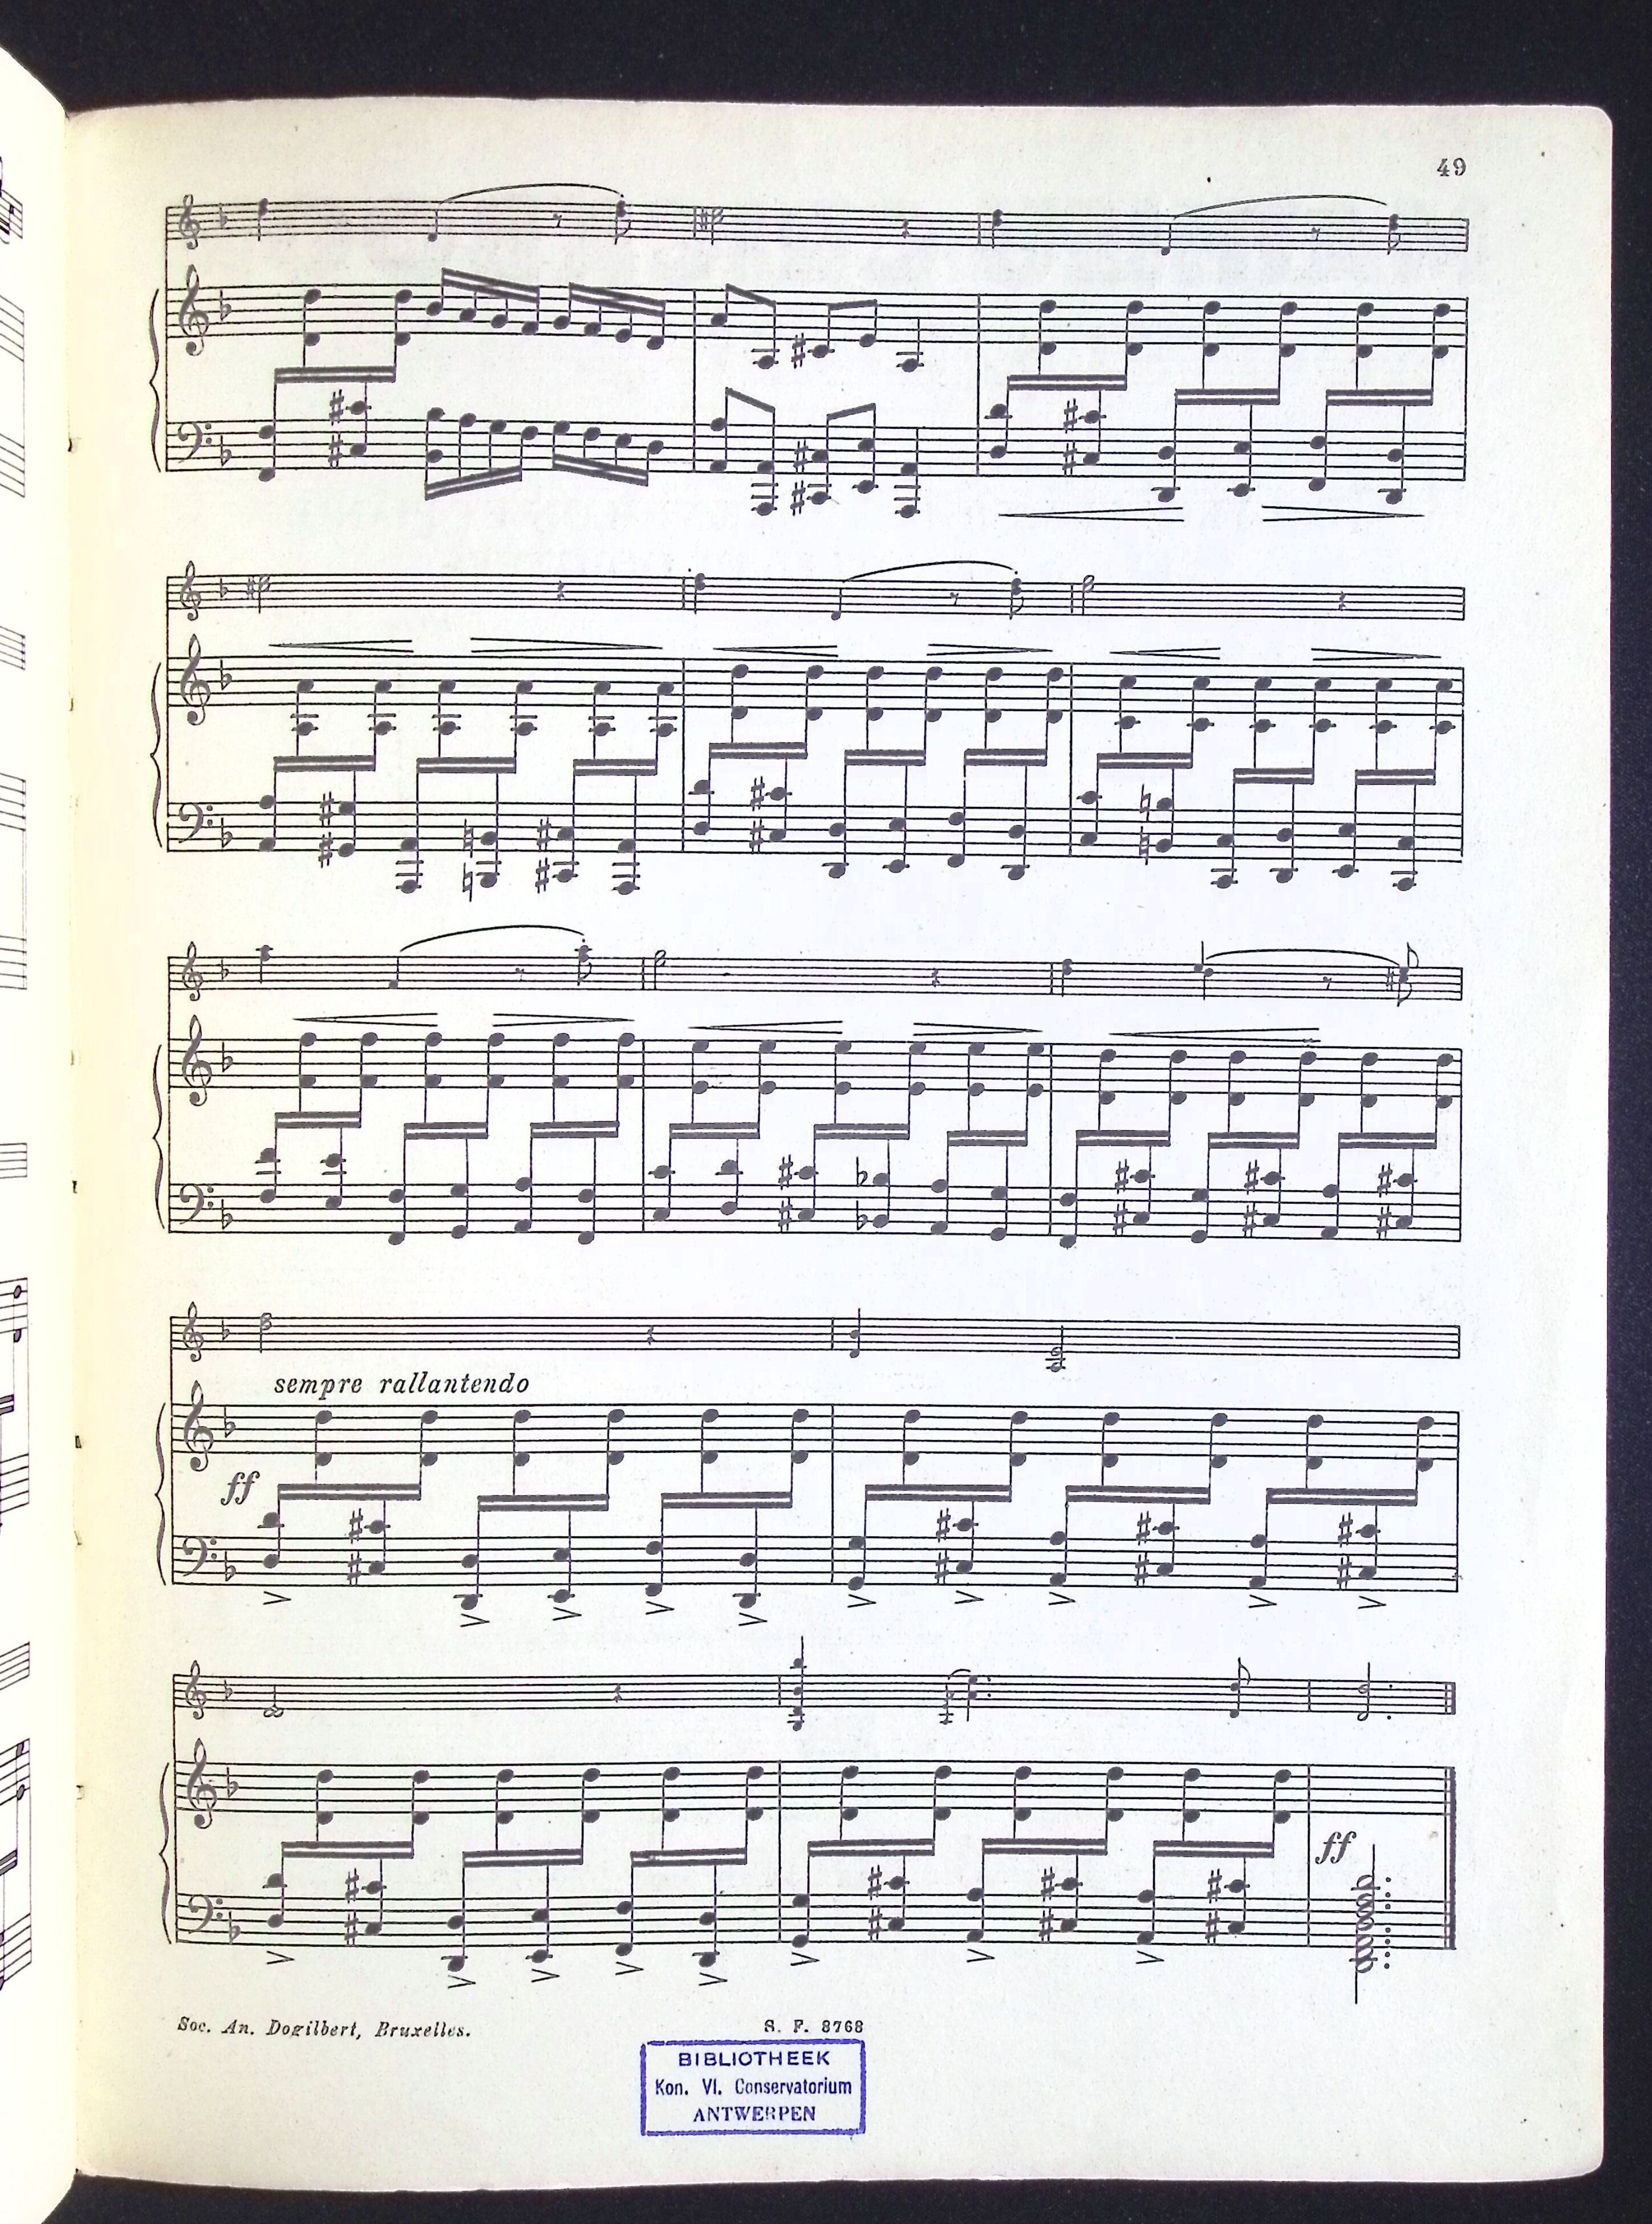 49
sempre rallantendo
ff
ff
Soc. An. Dogilbert, Bruxelles.
S. F. 8768
BIBLIOTHEEK
Kon. Vl. Conservatorium
ANTWERPEN